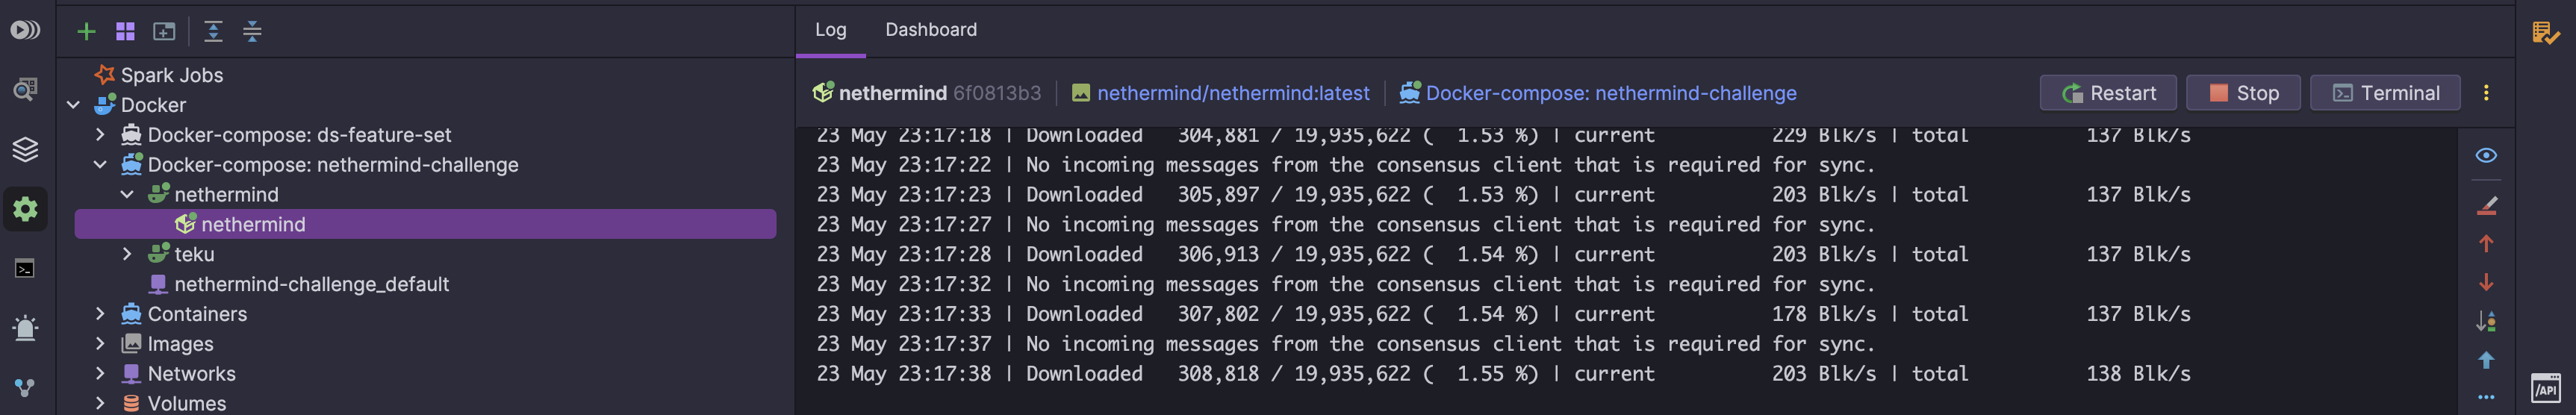 Log Dashboard
Spark Jobs
Docker
Docker-compose: ds-feature-set
Docker-compose: nethermind-challenge
nethermind
nethermind
teku
nethermind-challenge_default
Containers
Images
Networks
Volumes
nethermind 6f0813b3 nethermind/nethermind:latest Docker-compose: nethermind-challenge Restart Stop Terminal
23 May 23:17:18 | Downloaded 304,881 / 19,935,622 ( 1.53 %) | current 229 Blk/s | total 137 Blk/s
23 May 23:17:22 | No incoming messages from the consensus client that is required for sync.
23 May 23:17:23 | Downloaded 305,897 / 19,935,622 ( 1.53 %) | current 203 Blk/s | total 137 Blk/s
23 May 23:17:27 | No incoming messages from the consensus client that is required for sync.
23 May 23:17:28 | Downloaded 306,913 / 19,935,622 ( 1.54 %) | current 203 Blk/s | total 137 Blk/s
23 May 23:17:32 | No incoming messages from the consensus client that is required for sync.
23 May 23:17:33 | Downloaded 307,802 / 19,935,622 ( 1.54 %) | current 178 Blk/s | total 137 Blk/s
23 May 23:17:37 | No incoming messages from the consensus client that is required for sync.
23 May 23:17:38 | Downloaded 308,818 / 19,935,622 ( 1.55 %) | current 203 Blk/s | total 138 Blk/s
/API